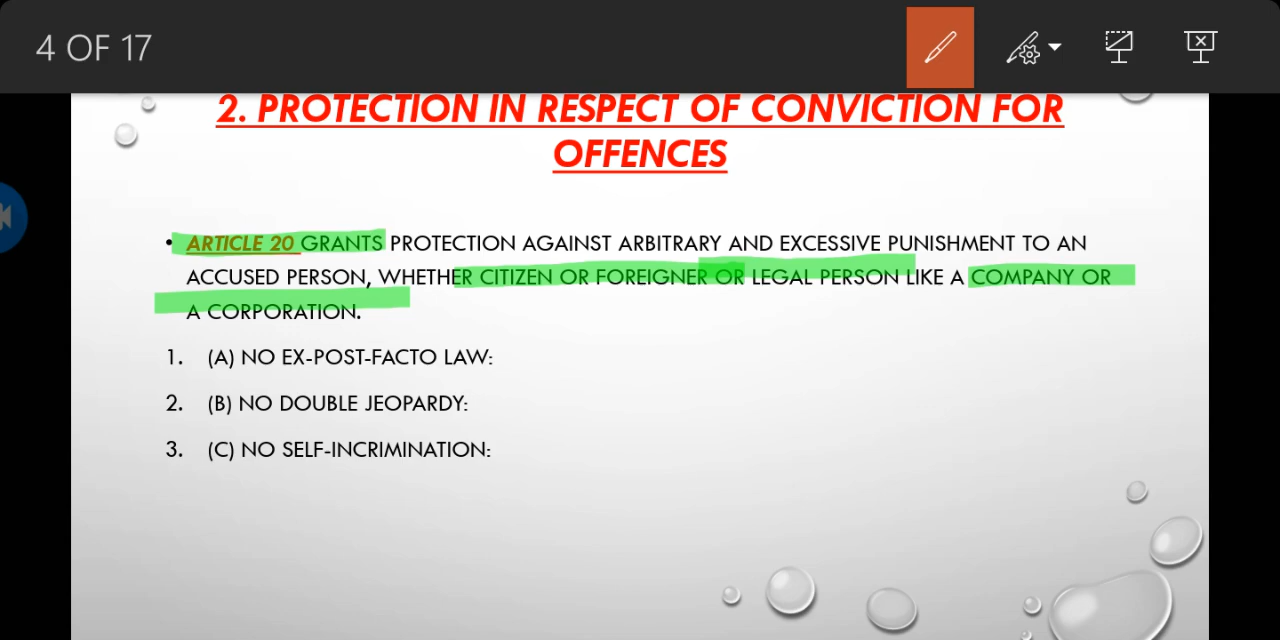 4 OF 17
2. PROTECTION IN RESPECT OF CONVICTION FOR
OFFENCES
• ARTICLE 20 GRANTS PROTECTION AGAINST ARBITRARY AND EXCESSIVE PUNISHMENT TO AN
ACCUSED PERSON, WHETHER CITIZEN OR FOREIGNER OR LEGAL PERSON LIKE A COMPANY OR
A CORPORATION.
1. (A) NO EX-POST-FACTO LAW:
2. (B) NO DOUBLE JEOPARDY:
3. (C) NO SELF-INCRIMINATION: